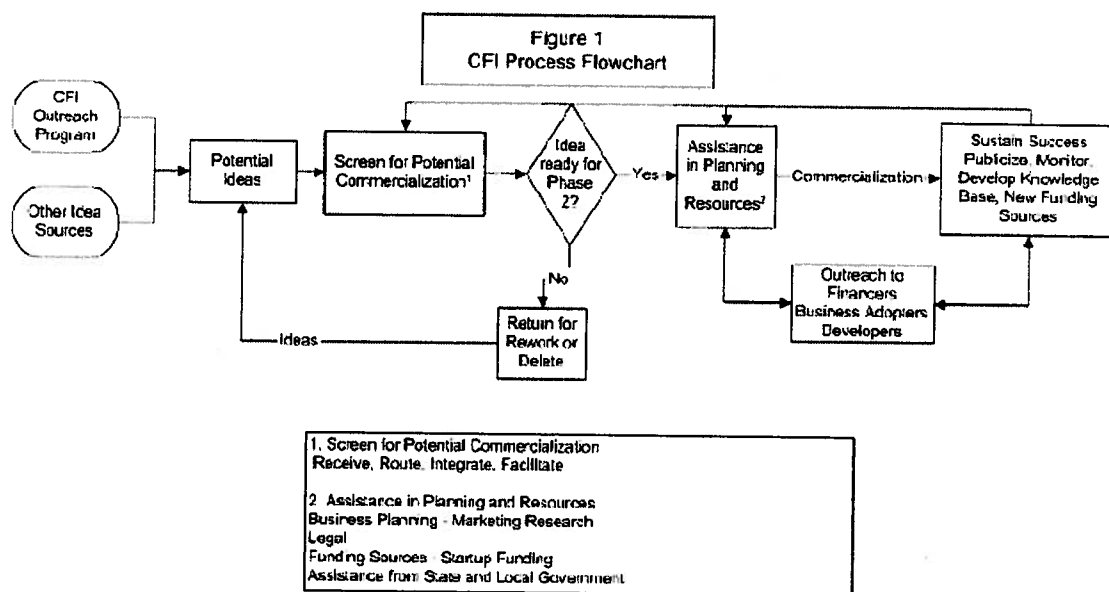 Figure 1
CFI Process Flowchart
CFI
Outreach
Program
Other Idea
Sources
Potential
Ideas
Screen for Potential
Commercialization¹
Idea
ready for
Phase
2?
Yes
No
Return for
Rework or
Delete
Ideas
Assistance
in Planning
and
Resources²
Commercialization
Sustain Success
Publicize, Monitor,
Develop Knowledge
Base, New Funding
Sources
Outreach to
Financers
Business Adopters
Developers
1. Screen for Potential Commercialization
Receive, Route, Integrate, Facilitate
2. Assistance in Planning and Resources
Business Planning - Marketing Research
Legal
Funding Sources - Startup Funding
Assistance from State and Local Government